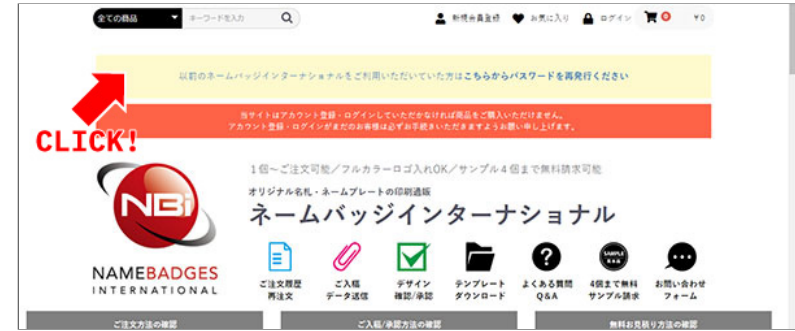 全ての商品 キーワードを入力 新規会員登録 お気に入り ログイン 0 ¥0
以前のネームバッジインターナショナルをご利用いただいていた方はこちらからパスワードを再発行ください
当サイトはアカウント登録・ログインしていただかなければ商品をご購入いただけません。
アカウント登録・ログインがまだのお客様は必ずお手続きいただきますようお願い申し上げます。
CLICK!
1個~ご注文可能/フルカラーロゴ入れOK/サンプル4個まで無料請求可能
オリジナル名札・ネームプレートの印刷通販
ネームバッジインターナショナル
NBi
NAMEBADGES
INTERNATIONAL
SAMPLE
ご注文履歴 ご入稿 デザイン テンプレート よくある質問 4個まで無料 お問い合わせ
再注文 データ送信 確認/承認 ダウンロード Q&A サンプル請求 フォーム
ご注文方法の確認 ご入稿/承認方法の確認 無料お見積り方法の確認